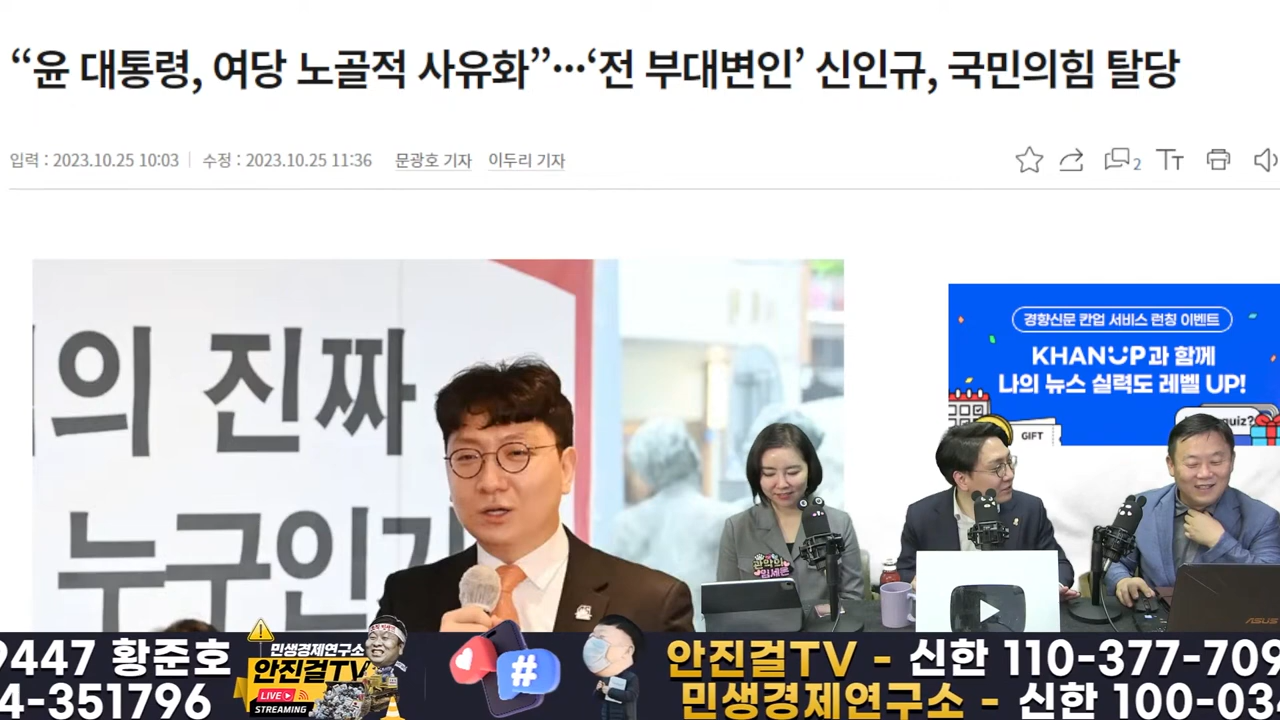 “윤 대통령, 여당 노골적 사유화”…‘전 부대변인’ 신인규, 국민의힘 탈당
입력 : 2023.10.25 10:03 수정 : 2023.10.25 11:36 문광호 기자 이두리 기자
2
의 진짜
누구인가
경향신문 칸업 서비스 런칭 이벤트
KHANUP과 함께
나의 뉴스 실력도 레벨 UP!
GIFT
quiz?
관악의
ASUS
9447 황준호
4-351796
민생경제연구소
안진걸TV
LIVE
STREAMING
#
안진걸TV - 신한 110-377-709
민생경제연구소 - 신한 100-03